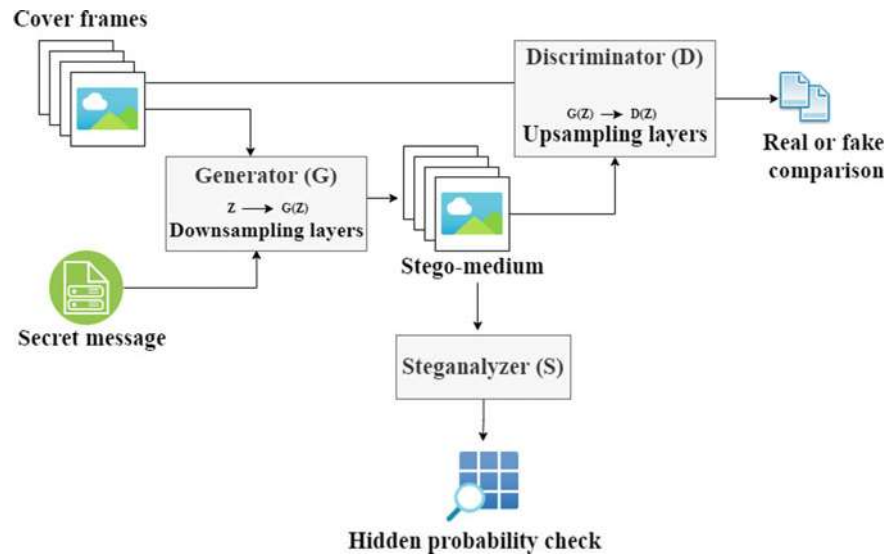 Cover frames
Discriminator (D)
G(Z) → D(Z)
Upsampling layers
Real or fake
comparison
Generator (G)
Z → G(Z)
Downsampling layers
Stego-medium
Secret message
Steganalyzer (S)
Hidden probability check